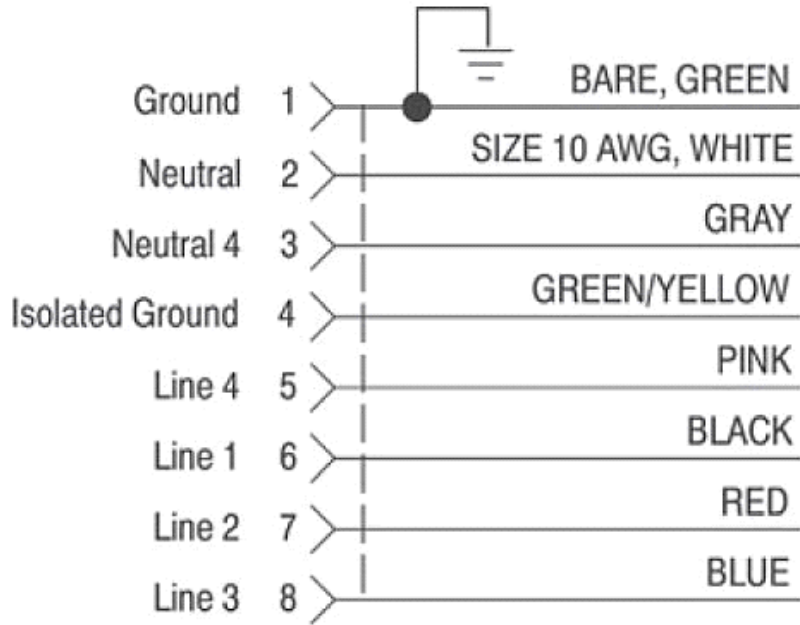 Ground 1 BARE, GREEN
Neutral 2 SIZE 10 AWG, WHITE
Neutral 4 3 GRAY
Isolated Ground 4 GREEN/YELLOW
Line 4 5 PINK
Line 1 6 BLACK
Line 2 7 RED
Line 3 8 BLUE